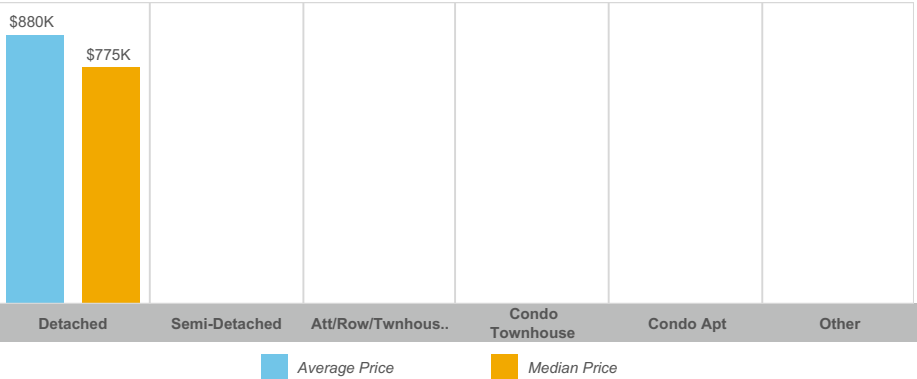 $880K
$775K
Detached
Semi-Detached
Att/Row/Twnhous..
Condo
Townhouse
Condo Apt
Other
Average Price
Median Price